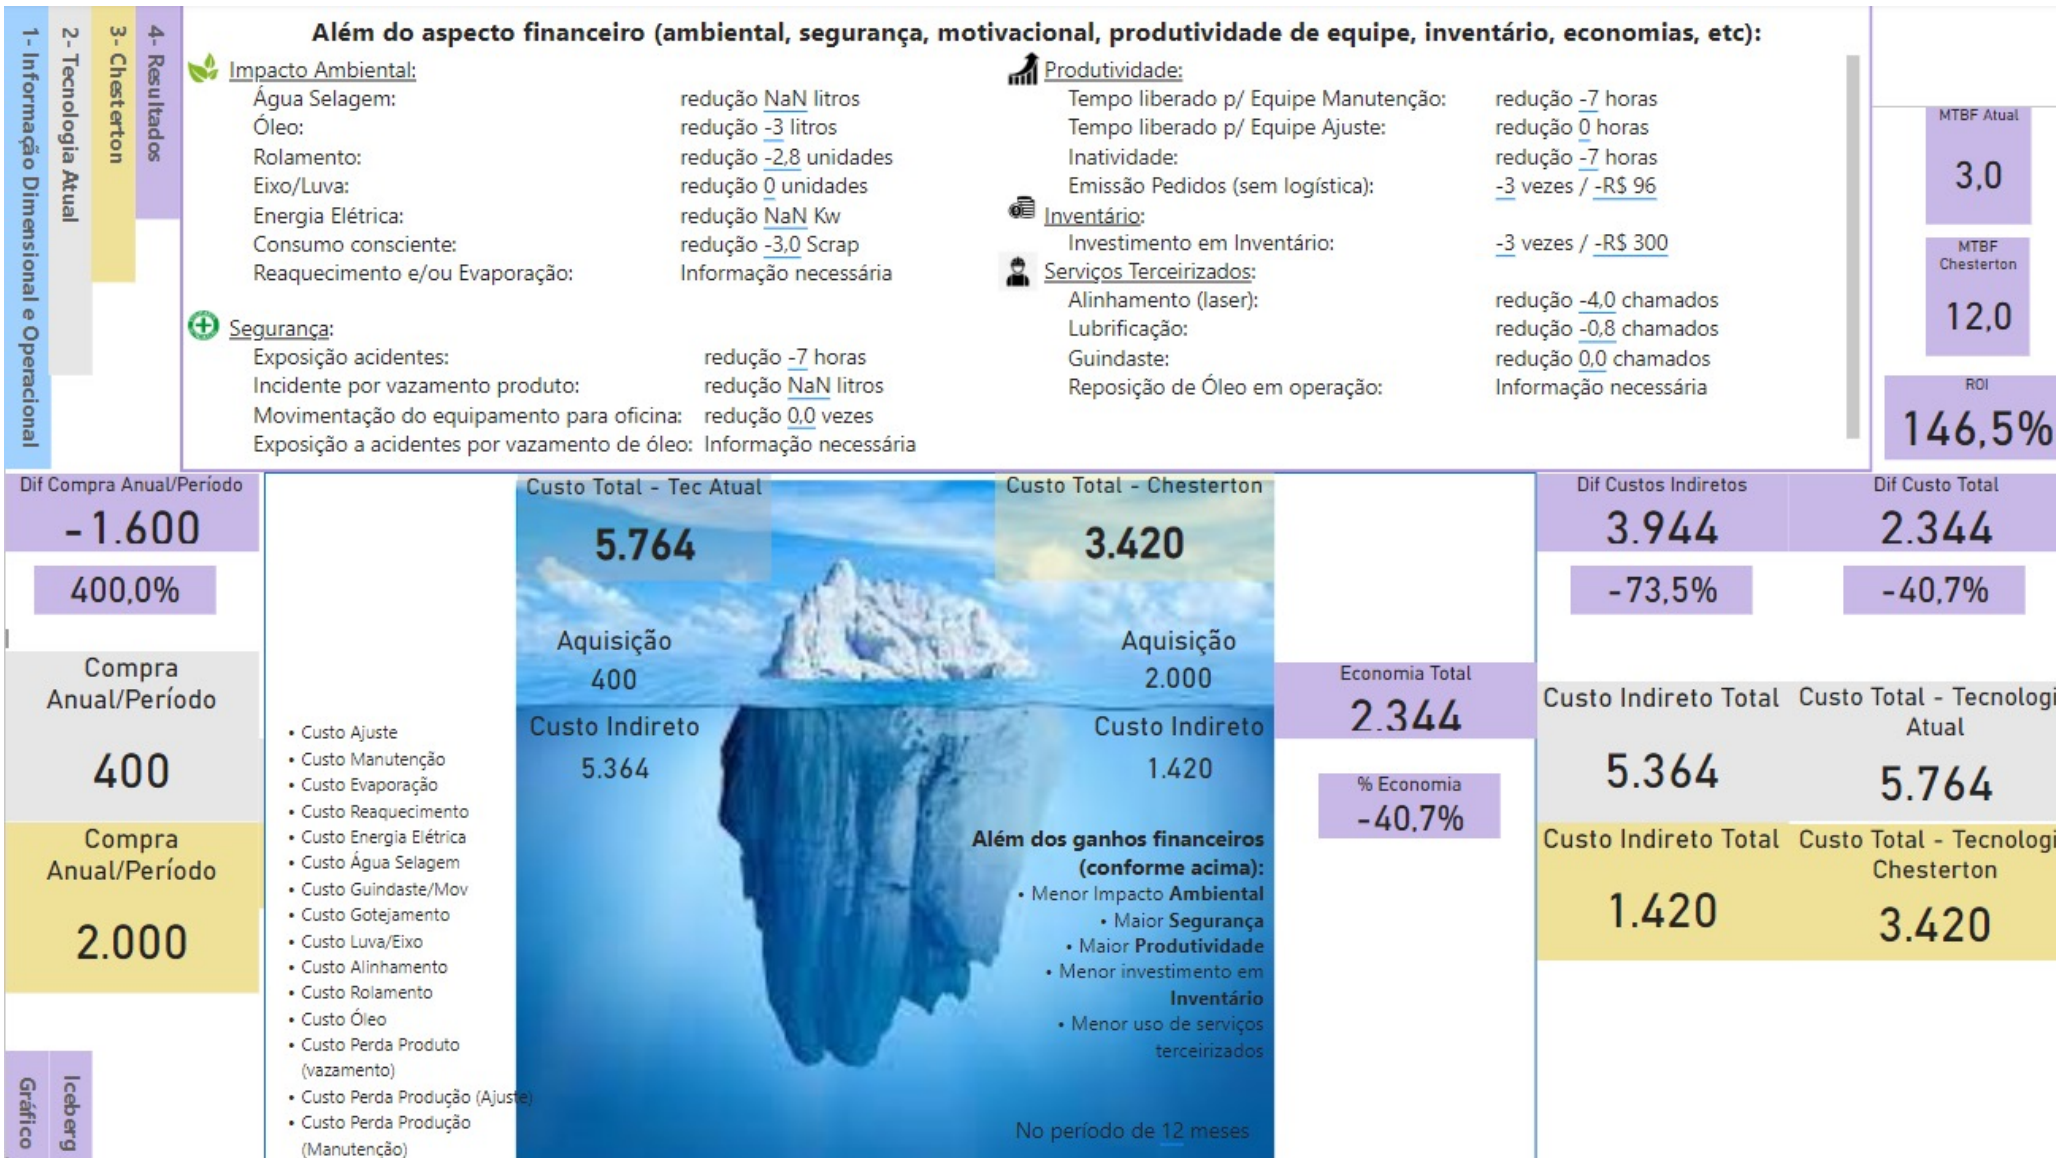 1- Informação Dimensional e Operacional
2- Tecnologia Atual
3- Chesterton
4- Resultados
Além do aspecto financeiro (ambiental, segurança, motivacional, produtividade de equipe, inventário, economias, etc):
Impacto Ambiental:
Água Selagem: redução NaN litros
Óleo: redução -3 litros
Rolamento: redução -2,8 unidades
Eixo/Luva: redução 0 unidades
Energia Elétrica: redução NaN Kw
Consumo consciente: redução -3,0 Scrap
Reaquecimento e/ou Evaporação: Informação necessária
Segurança:
Exposição acidentes: redução -7 horas
Incidente por vazamento produto: redução NaN litros
Movimentação do equipamento para oficina: redução 0,0 vezes
Exposição a acidentes por vazamento de óleo: Informação necessária
Produtividade:
Tempo liberado p/ Equipe Manutenção: redução -7 horas
Tempo liberado p/ Equipe Ajuste: redução 0 horas
Inatividade: redução -7 horas
Emissão Pedidos (sem logística): -3 vezes / -R$ 96
Inventário:
Investimento em Inventário: -3 vezes / -R$ 300
Serviços Terceirizados:
Alinhamento (laser): redução -4,0 chamados
Lubrificação: redução -0,8 chamados
Guindaste: redução 0,0 chamados
Reposição de Óleo em operação: Informação necessária
MTBF Atual
3,0
MTBF
Chesterton
12,0
ROI
146,5%
Dif Compra Anual/Período
-1.600
400,0%
Compra
Anual/Período
400
Compra
Anual/Período
2.000
Gráfico
Iceberg
• Custo Ajuste
• Custo Manutenção
• Custo Evaporação
• Custo Reaquecimento
• Custo Energia Elétrica
• Custo Água Selagem
• Custo Guindaste/Mov
• Custo Gotejamento
• Custo Luva/Eixo
• Custo Alinhamento
• Custo Rolamento
• Custo Óleo
• Custo Perda Produto
(vazamento)
• Custo Perda Produção (Ajuste)
• Custo Perda Produção
(Manutenção)
Custo Total - Tec Atual
5.764
Aquisição
400
Custo Indireto
5.364
Custo Total - Chesterton
3.420
Aquisição
2.000
Custo Indireto
1.420
Além dos ganhos financeiros
(conforme acima):
• Menor Impacto Ambiental
• Maior Segurança
• Maior Produtividade
• Menor investimento em
Inventário
• Menor uso de serviços
terceirizados
No período de 12 meses
Economia Total
2.344
% Economia
-40,7%
Dif Custos Indiretos
3.944
-73,5%
Dif Custo Total
2.344
-40,7%
Custo Indireto Total
5.364
Custo Total - Tecnologi
Atual
5.764
Custo Indireto Total
1.420
Custo Total - Tecnologi
Chesterton
3.420